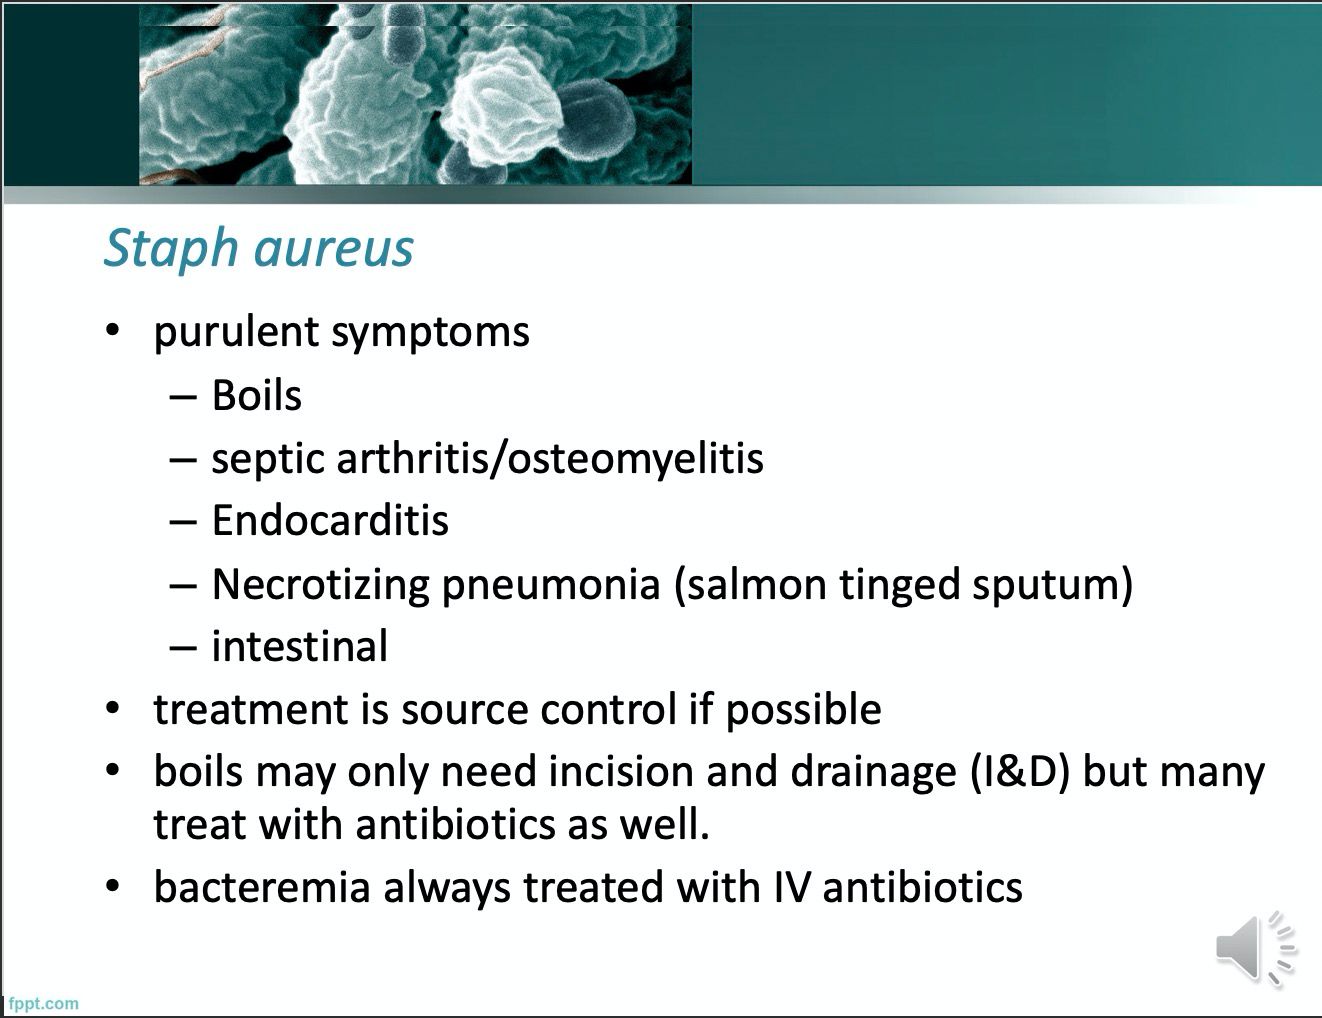 Staph aureus
• purulent symptoms
– Boils
– septic arthritis/osteomyelitis
– Endocarditis
– Necrotizing pneumonia (salmon tinged sputum)
– intestinal
• treatment is source control if possible
• boils may only need incision and drainage (I&D) but many
treat with antibiotics as well.
• bacteremia always treated with IV antibiotics
fppt.com